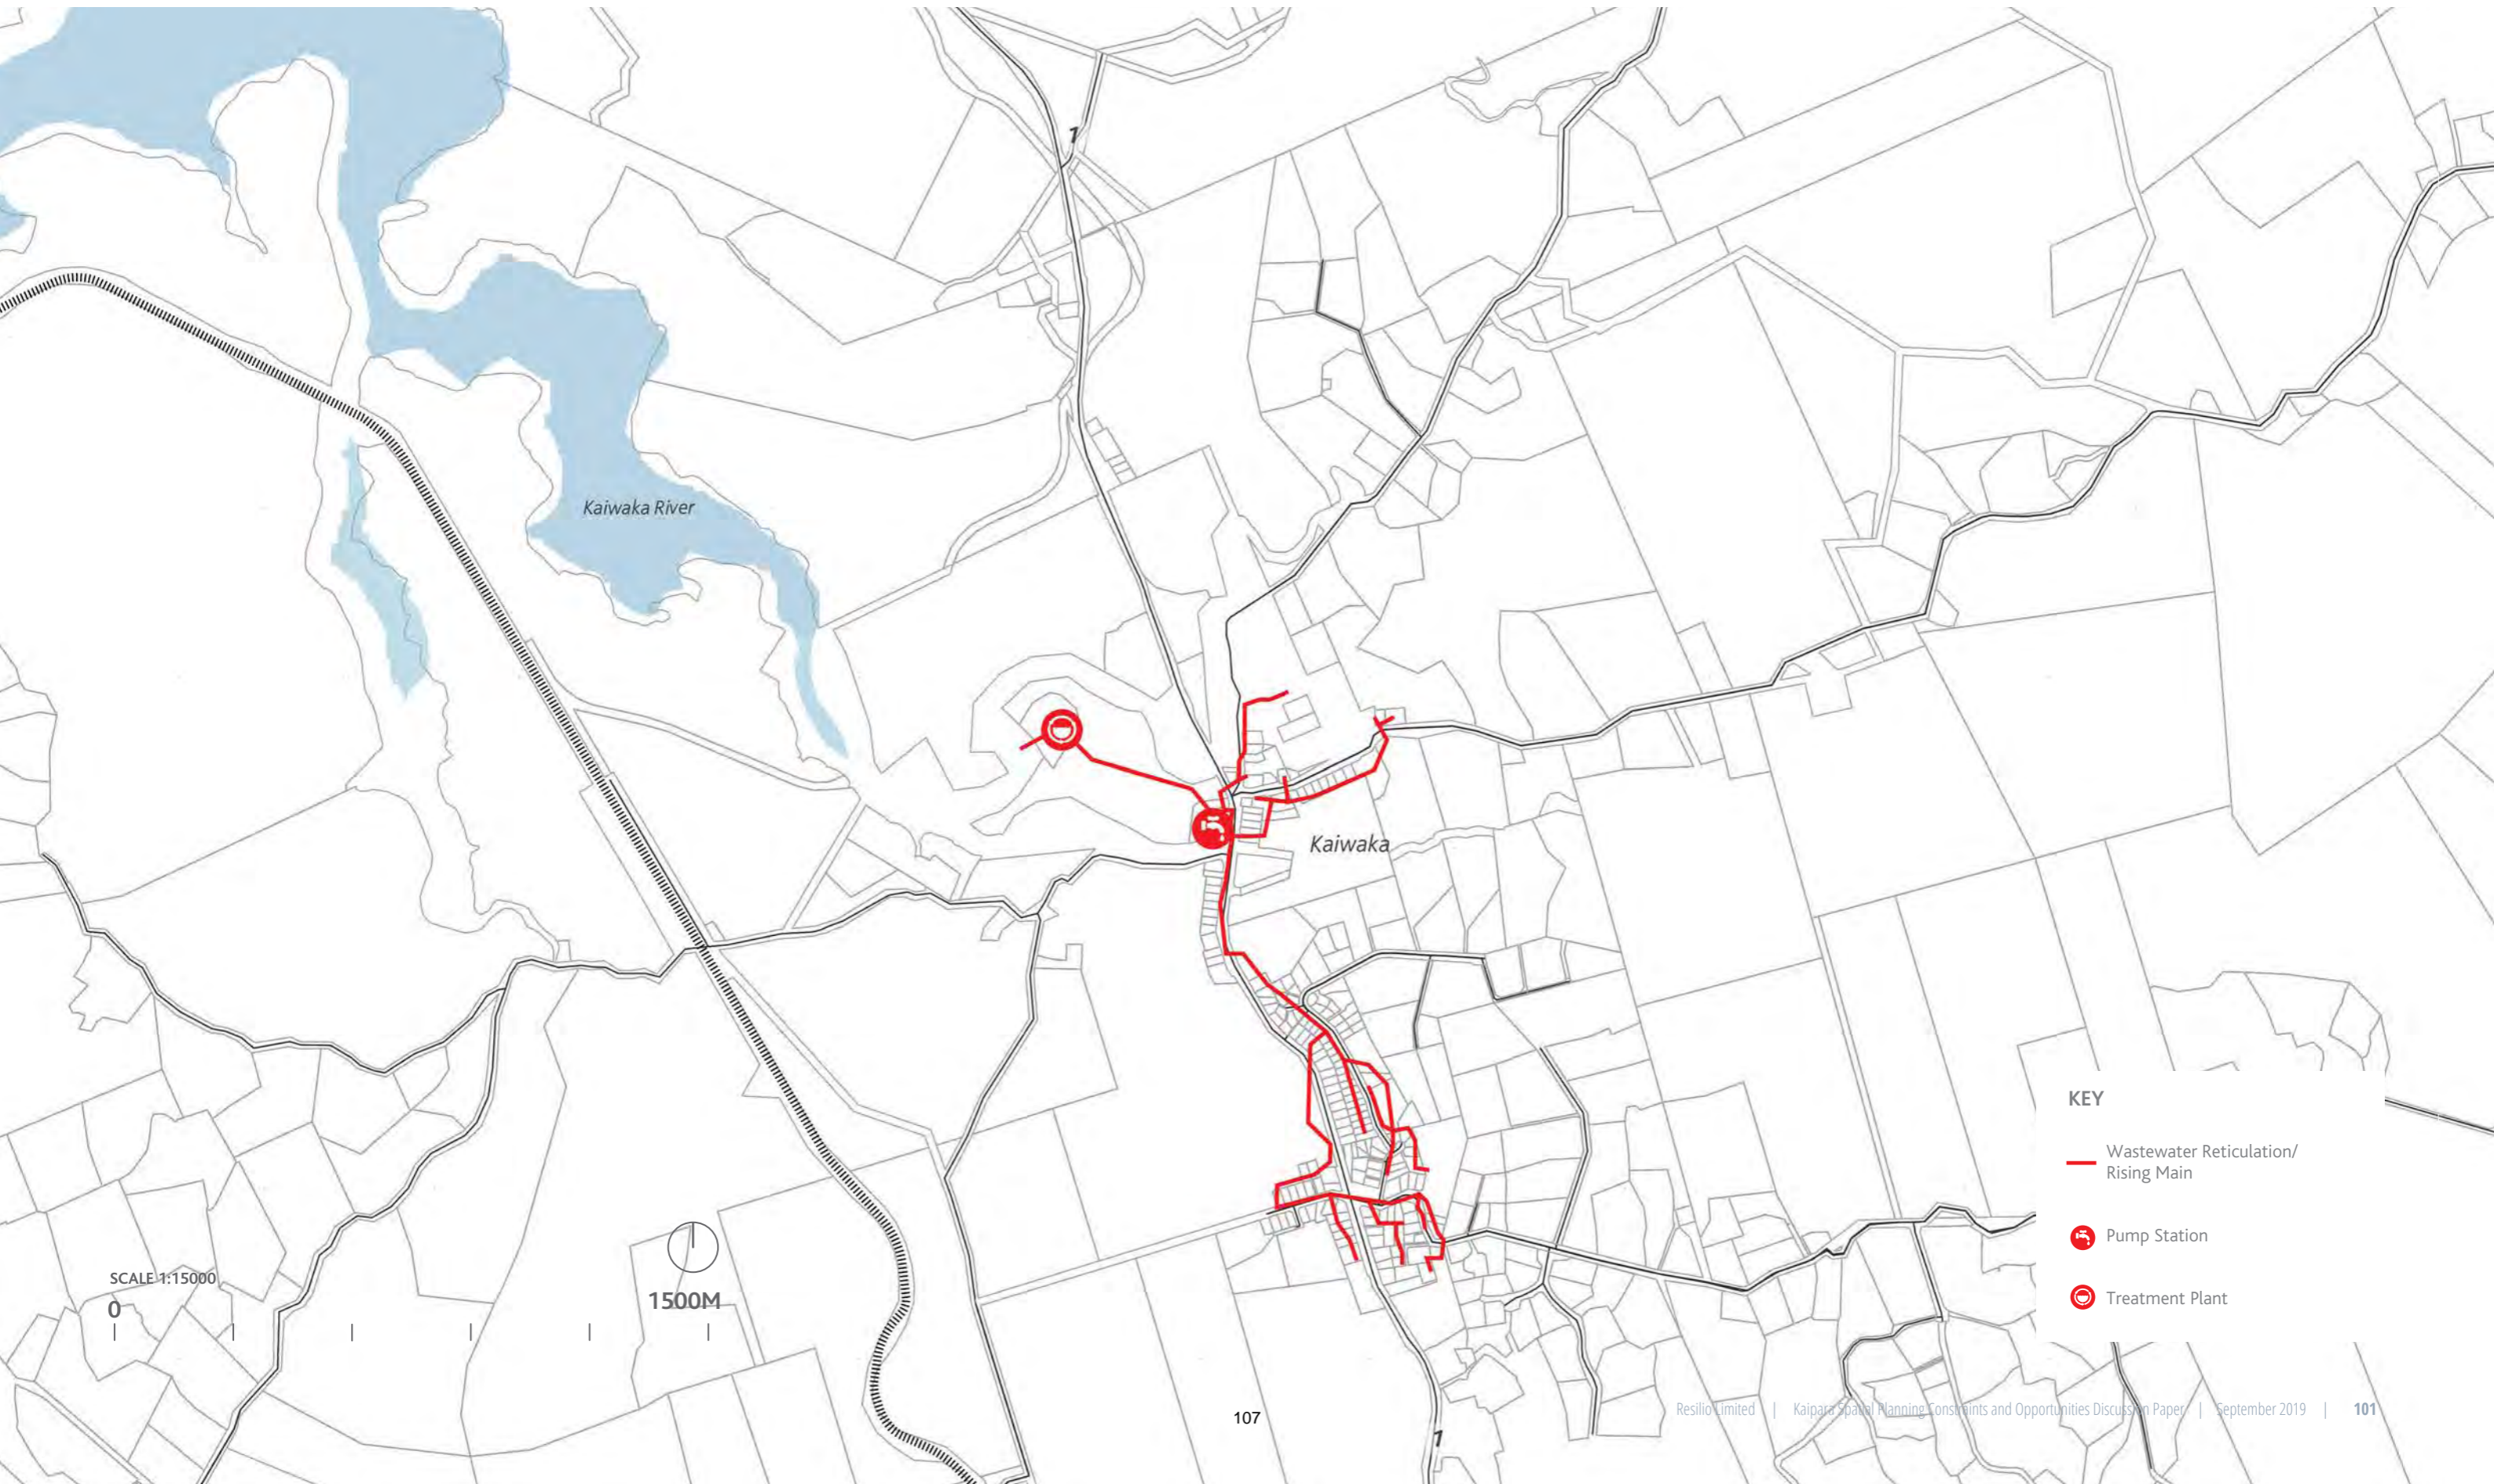 1
Kaiwaka River
Kaiwaka
KEY
Wastewater Reticulation/
Rising Main
Pump Station
Treatment Plant
SCALE 1:15000
0
1500M
107
1
Resilio Limited | Kaipara Spatial Planning Constraints and Opportunities Discussion Paper | September 2019 | 101